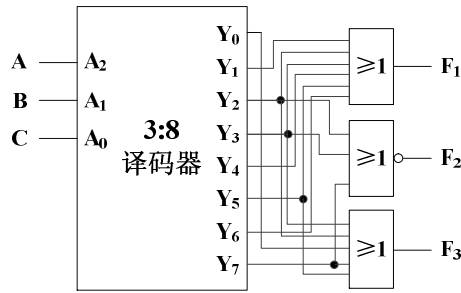 A A₂ Y₀ ≥1 F₁
Y₁
B A₁ Y₂
C A₀ 3:8 Y₃ ≥1 F₂
译码器 Y₄
Y₅
Y₆ ≥1 F₃
Y₇